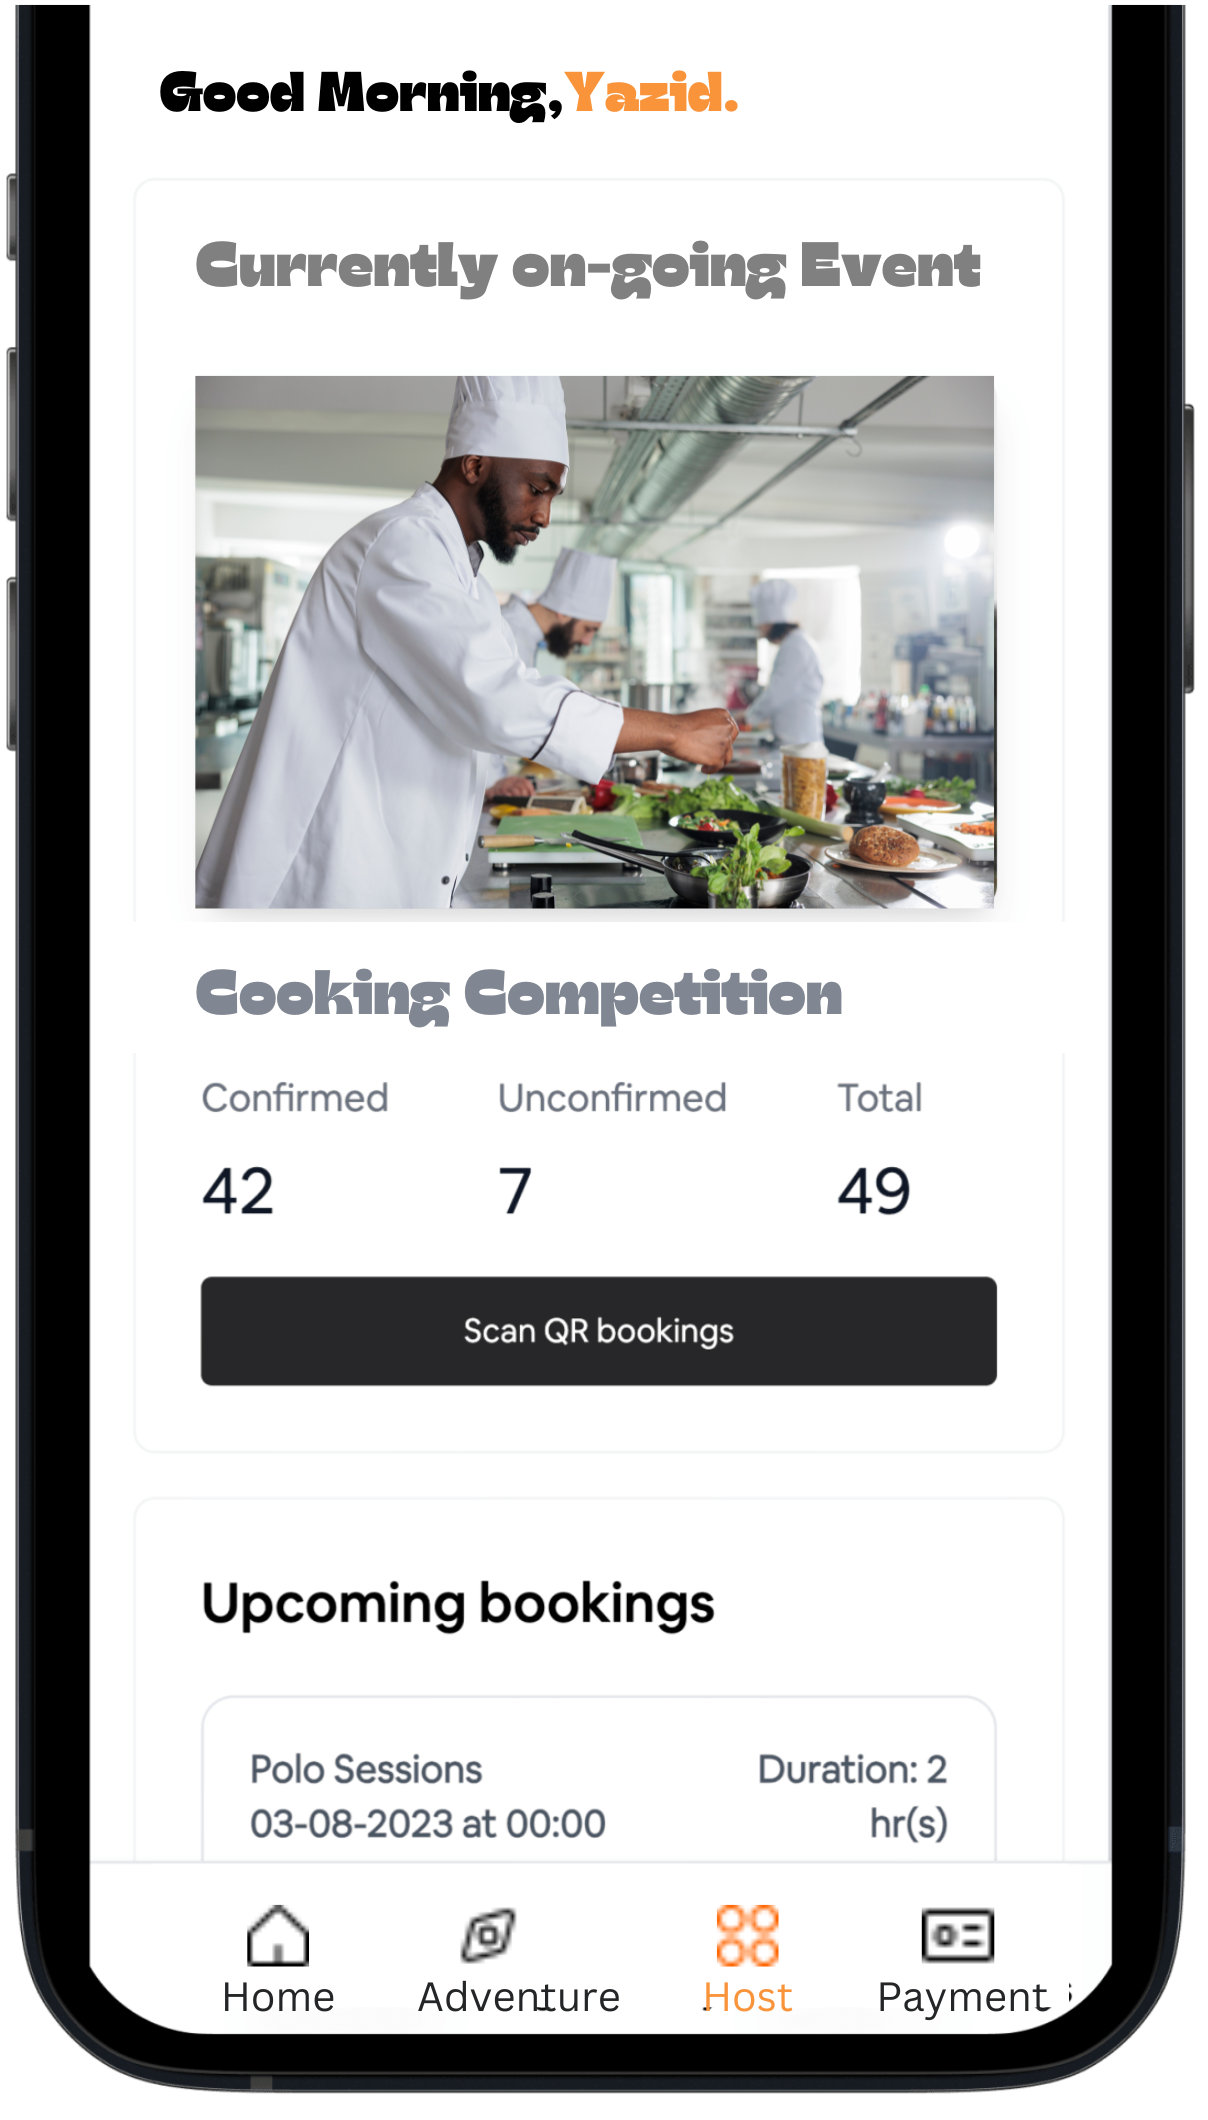 Good Morning, Yazid.
Currently on-going Event
Cooking Competition
Confirmed Unconfirmed Total
42 7 49
Scan QR bookings
Upcoming bookings
Polo Sessions Duration: 2
03-08-2023 at 00:00 hr(s)
Home Adventure Host Payment